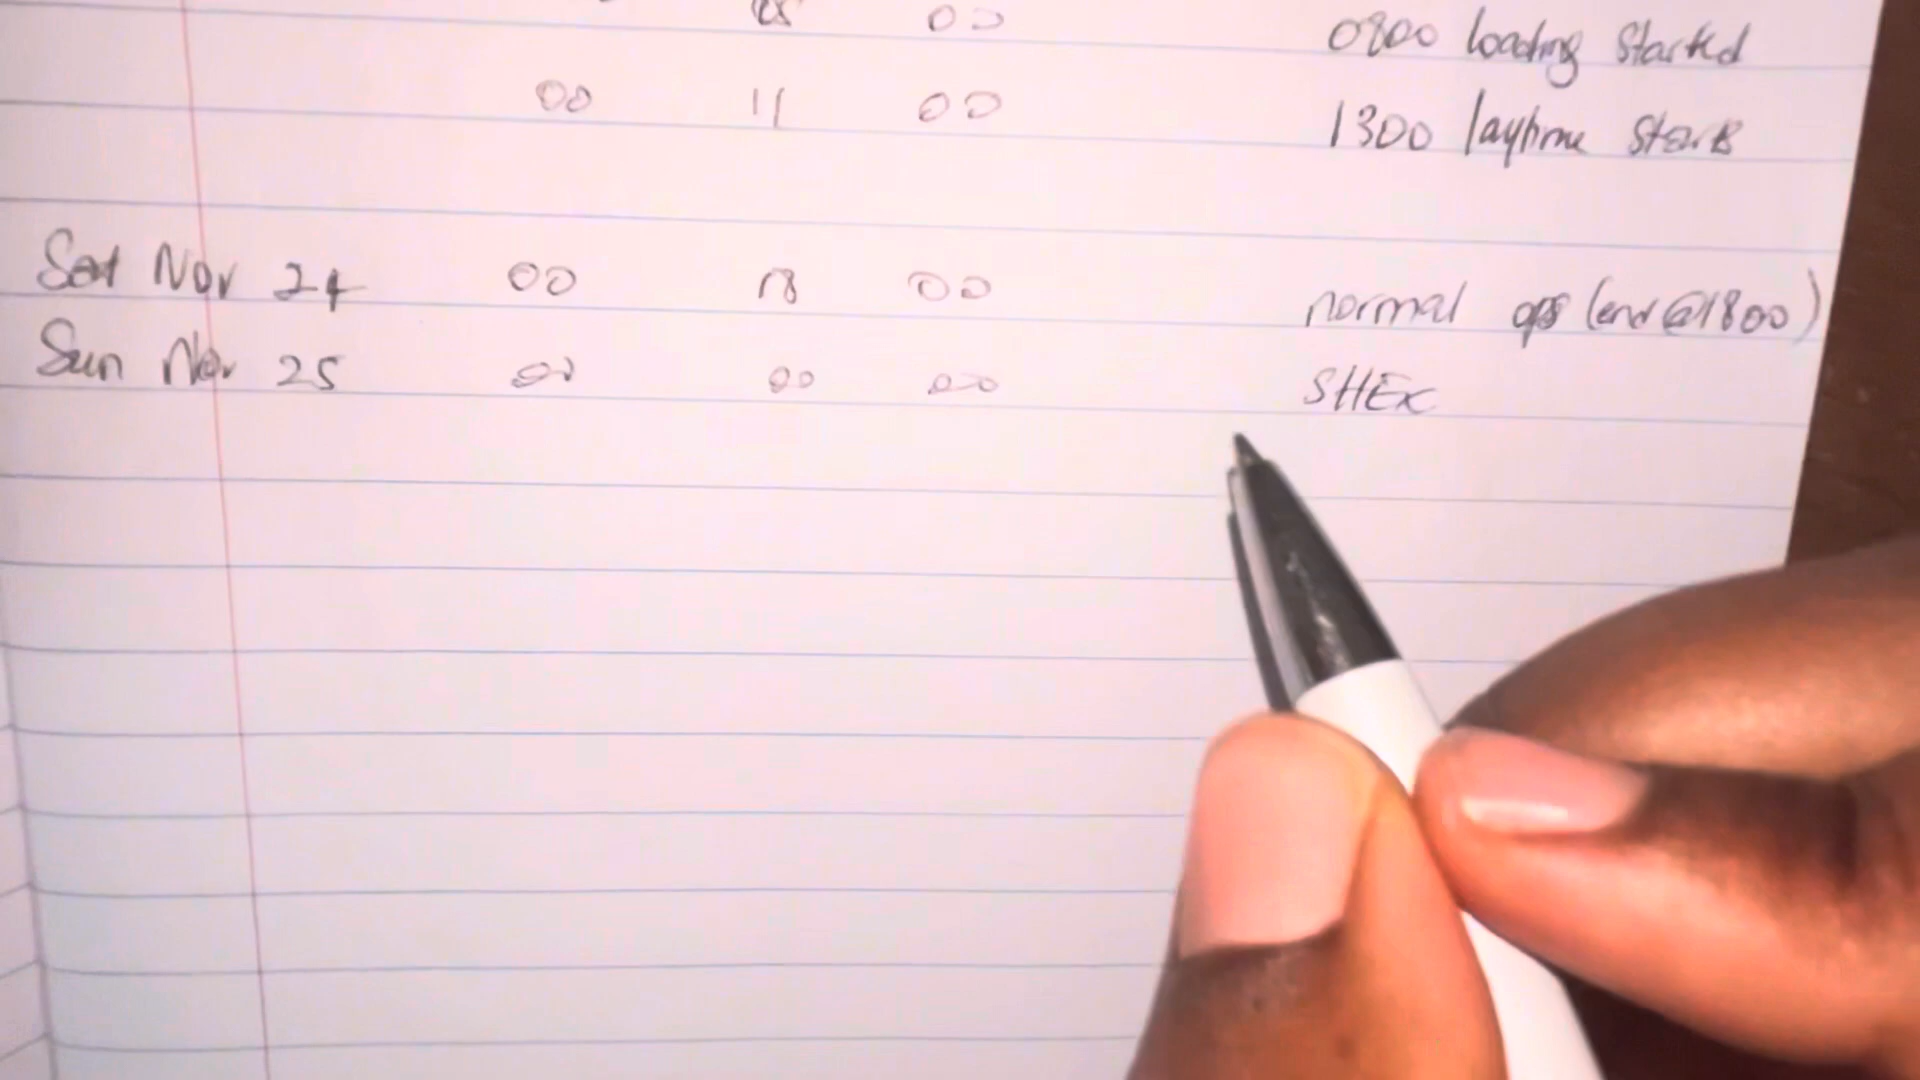 00 0800 loading started
00 11 00 1300 laytime starts
Sat Nov 24 00 18 00 normal ops (end @1800)
Sun Nov 25 00 00 00 SHEX